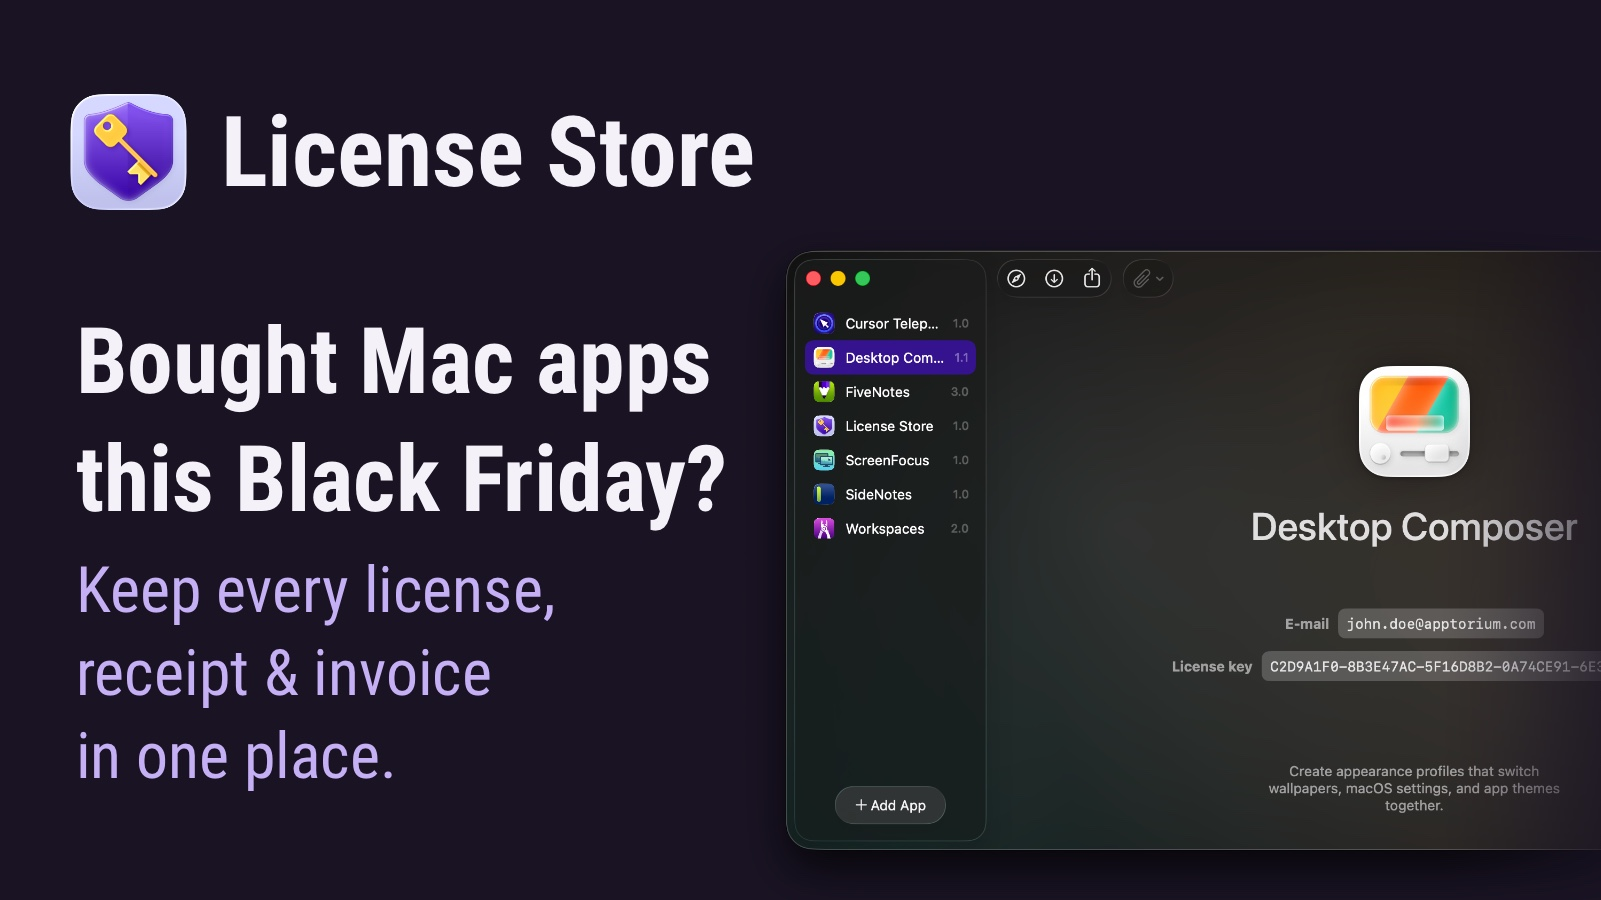 License Store
Bought Mac apps
this Black Friday?
Keep every license,
receipt & invoice
in one place.
Cursor Telep... 1.0
Desktop Com... 1.1
FiveNotes 3.0
License Store 1.0
ScreenFocus 1.0
SideNotes 1.0
Workspaces 2.0
+ Add App
Desktop Composer
E-mail john.doe@apptorium.com
License key C2D9A1F0-8B3E47AC-5F16D8B2-0A74CE91-6E3
Create appearance profiles that switch
wallpapers, macOS settings, and app themes
together.